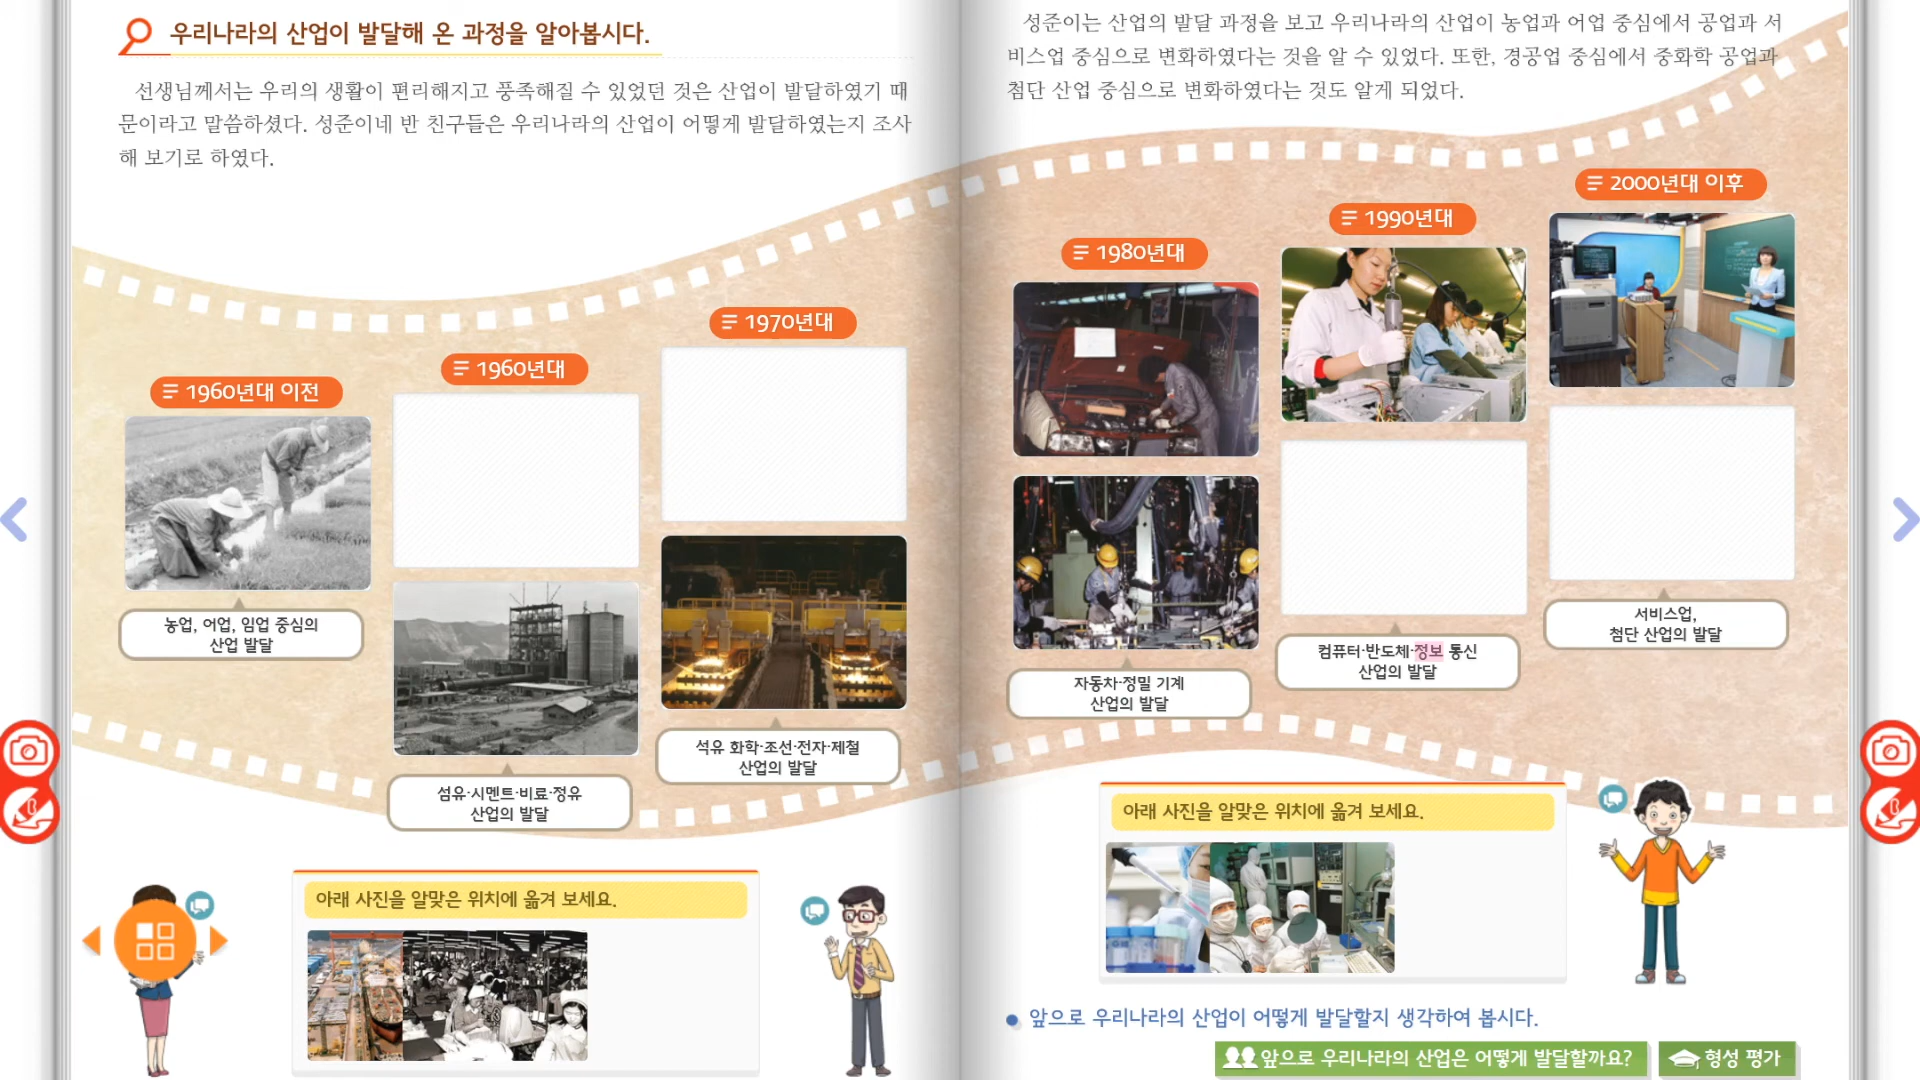 우리나라의 산업이 발달해 온 과정을 알아봅시다.
선생님께서는 우리의 생활이 편리해지고 풍족해질 수 있었던 것은 산업이 발달하였기 때
문이라고 말씀하셨다. 성준이네 반 친구들은 우리나라의 산업이 어떻게 발달하였는지 조사
해 보기로 하였다.
1960년대 이전
농업, 어업, 임업 중심의
산업 발달
1960년대
섬유·시멘트·비료·정유
산업의 발달
1970년대
석유 화학·조선·전자·제철
산업의 발달
아래 사진을 알맞은 위치에 옮겨 보세요.
성준이는 산업의 발달 과정을 보고 우리나라의 산업이 농업과 어업 중심에서 공업과 서
비스업 중심으로 변화하였다는 것을 알 수 있었다. 또한, 경공업 중심에서 중화학 공업과
첨단 산업 중심으로 변화하였다는 것도 알게 되었다.
1980년대
자동차·정밀 기계
산업의 발달
1990년대
컴퓨터·반도체·정보 통신
산업의 발달
2000년대 이후
서비스업,
첨단 산업의 발달
아래 사진을 알맞은 위치에 옮겨 보세요.
앞으로 우리나라의 산업이 어떻게 발달할지 생각하여 봅시다.
앞으로 우리나라의 산업은 어떻게 발달할까요?
형성 평가